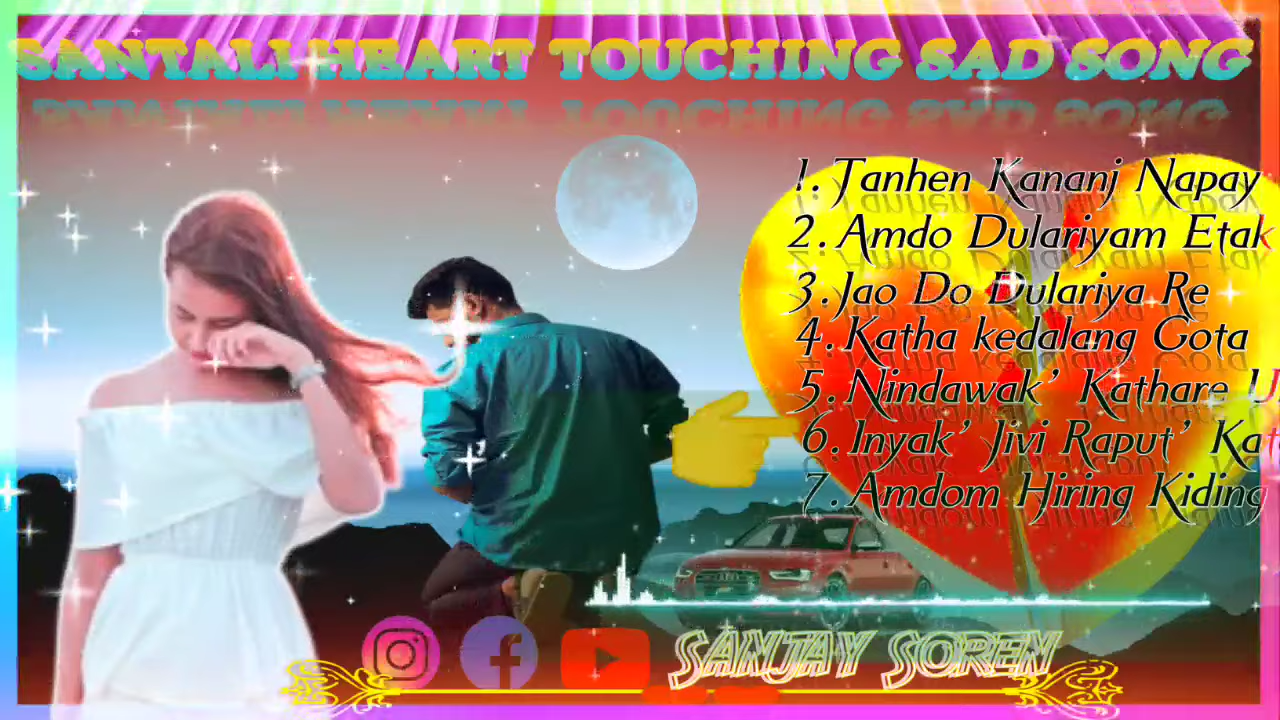 SANTALI HEART TOUCHING SAD SONG
1. Tanhen Kananj Napay
2. Amdo Dulariyam Etak
3. Jao Do Dulariya Re
4. Katha kedalang Gota
5. Nindawak' Kathare
6. Inyak' Jivi Raput'
7. Amdom Hiring Kiding
SANJAY SOREN